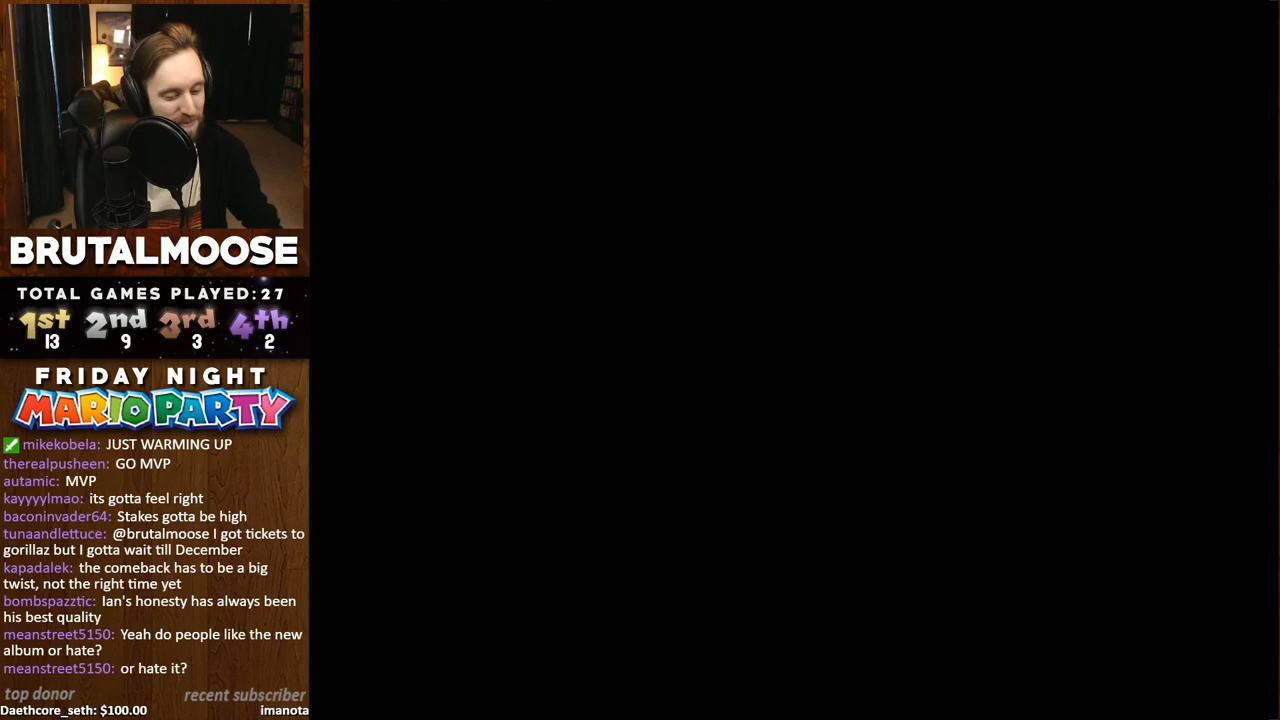 BRUTALMOOSE
TOTAL GAMES PLAYED:27
1st 2nd 3rd 4th
13 9 3 2
FRIDAY NIGHT
MARIO PARTY
mikekobela: JUST WARMING UP
therealpusheen: GO MVP
autamic: MVP
kayyyylmao: its gotta feel right
baconinvader64: Stakes gotta be high
tunaandlettuce: @brutalmoose I got tickets to
gorillaz but I gotta wait till December
kapadalek: the comeback has to be a big
twist, not the right time yet
bombspazztic: Ian's honesty has always been
his best quality
meanstreet5150: Yeah do people like the new
album or hate?
meanstreet5150: or hate it?
top donor recent subscriber
Daethcore_seth: $100.00 imanota